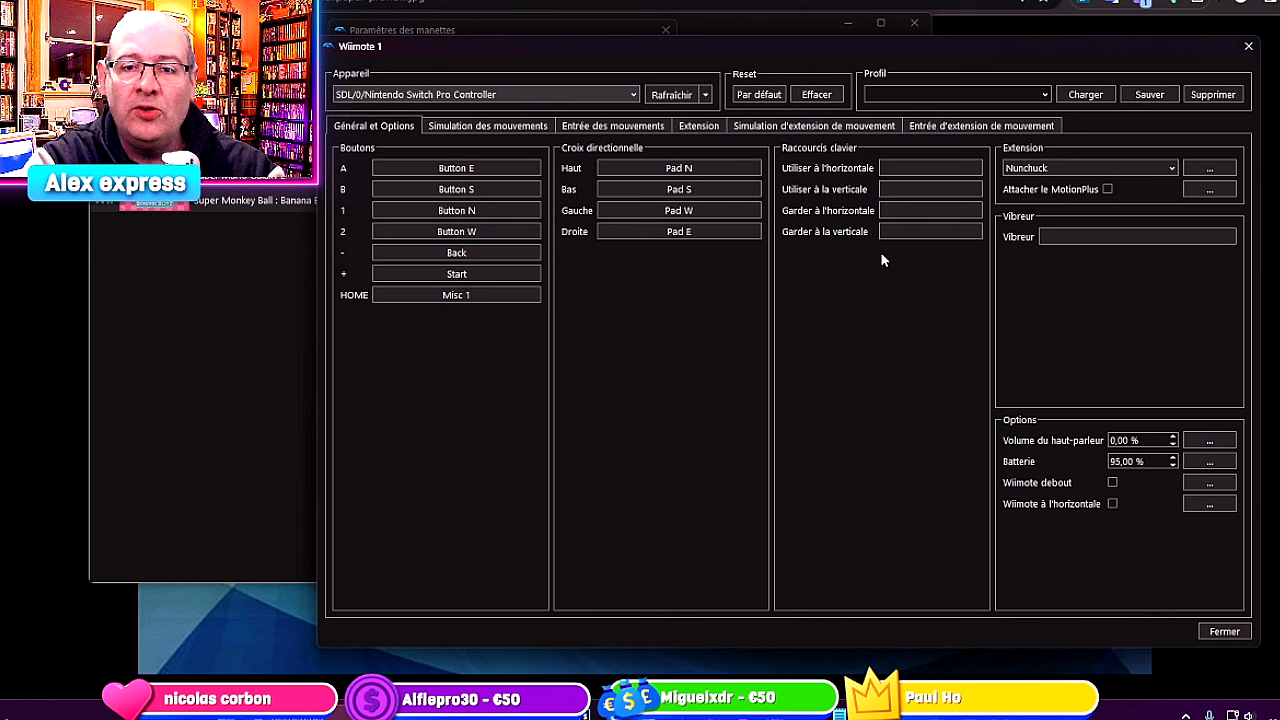 Paramètres des manettes
Wiimote 1
Appareil
SDL/0/Nintendo Switch Pro Controller
Rafraîchir
Reset
Par défaut
Effacer
Profil
Charger
Sauver
Supprimer
Général et Options
Simulation des mouvements
Entrée des mouvements
Extension
Simulation d'extension de mouvement
Entrée d'extension de mouvement
Boutons
A Button E
B Button S
1 Button N
2 Button W
- Back
+ Start
HOME Misc 1
Croix directionnelle
Haut Pad N
Bas Pad S
Gauche Pad W
Droite Pad E
Raccourcis clavier
Utiliser à l'horizontale
Utiliser à la verticale
Garder à l'horizontale
Garder à la verticale
Extension
Nunchuck ...
Attacher le MotionPlus ...
Vibreur
Vibreur
Options
Volume du haut-parleur 0,00 % ...
Batterie 95,00 % ...
Wiimote debout ...
Wiimote à l'horizontale ...
Fermer
Alex express
Super Monkey Ball : Banana
nicolas corbon
Alflepro30 - €50
Miguelxdr - €50
Paul Ho